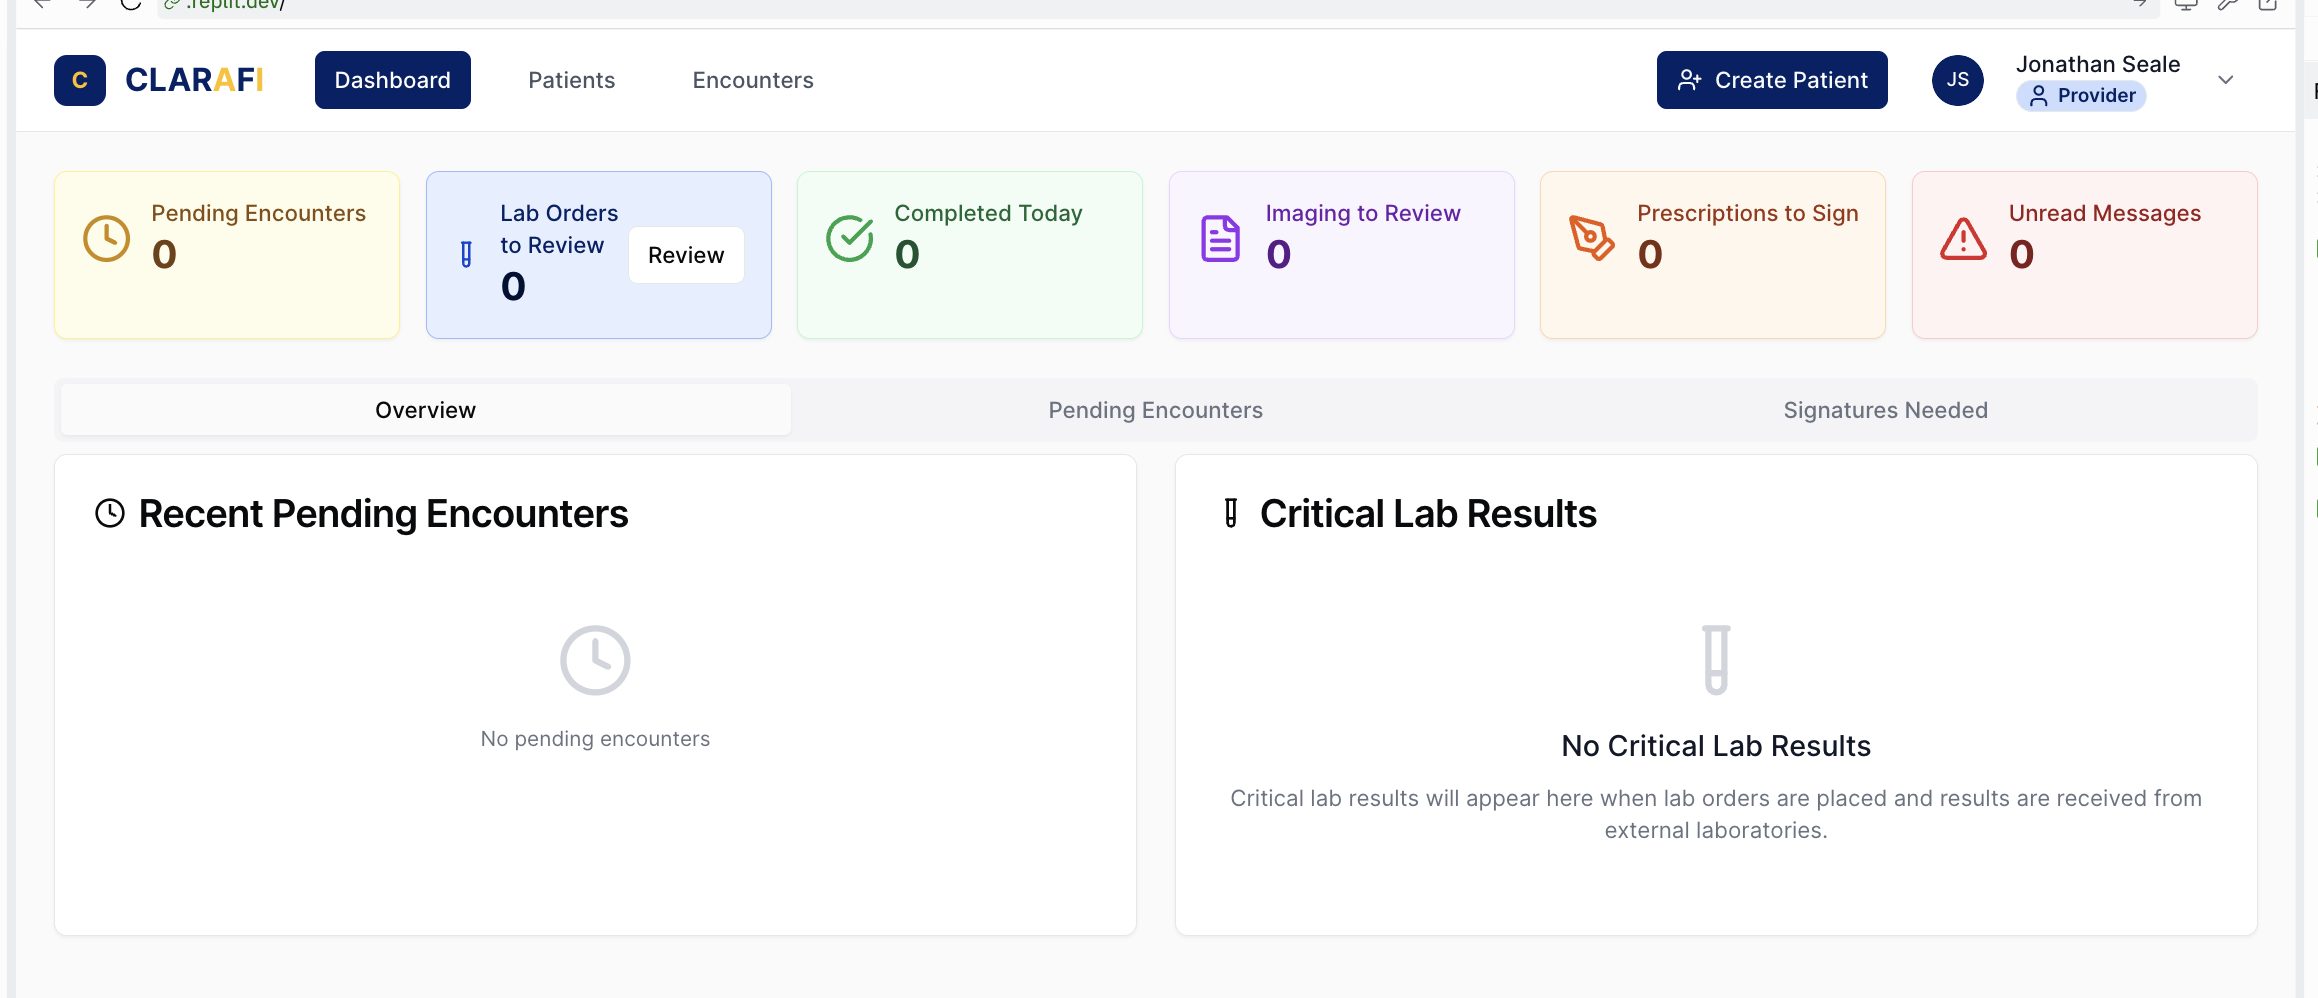 .replit.dev/
C CLARAFI
Dashboard
Patients
Encounters
Create Patient
JS
Jonathan Seale
Provider
Pending Encounters
0
Lab Orders
to Review
0
Review
Completed Today
0
Imaging to Review
0
Prescriptions to Sign
0
Unread Messages
0
Overview
Pending Encounters
Signatures Needed
Recent Pending Encounters
No pending encounters
Critical Lab Results
No Critical Lab Results
Critical lab results will appear here when lab orders are placed and results are received from
external laboratories.